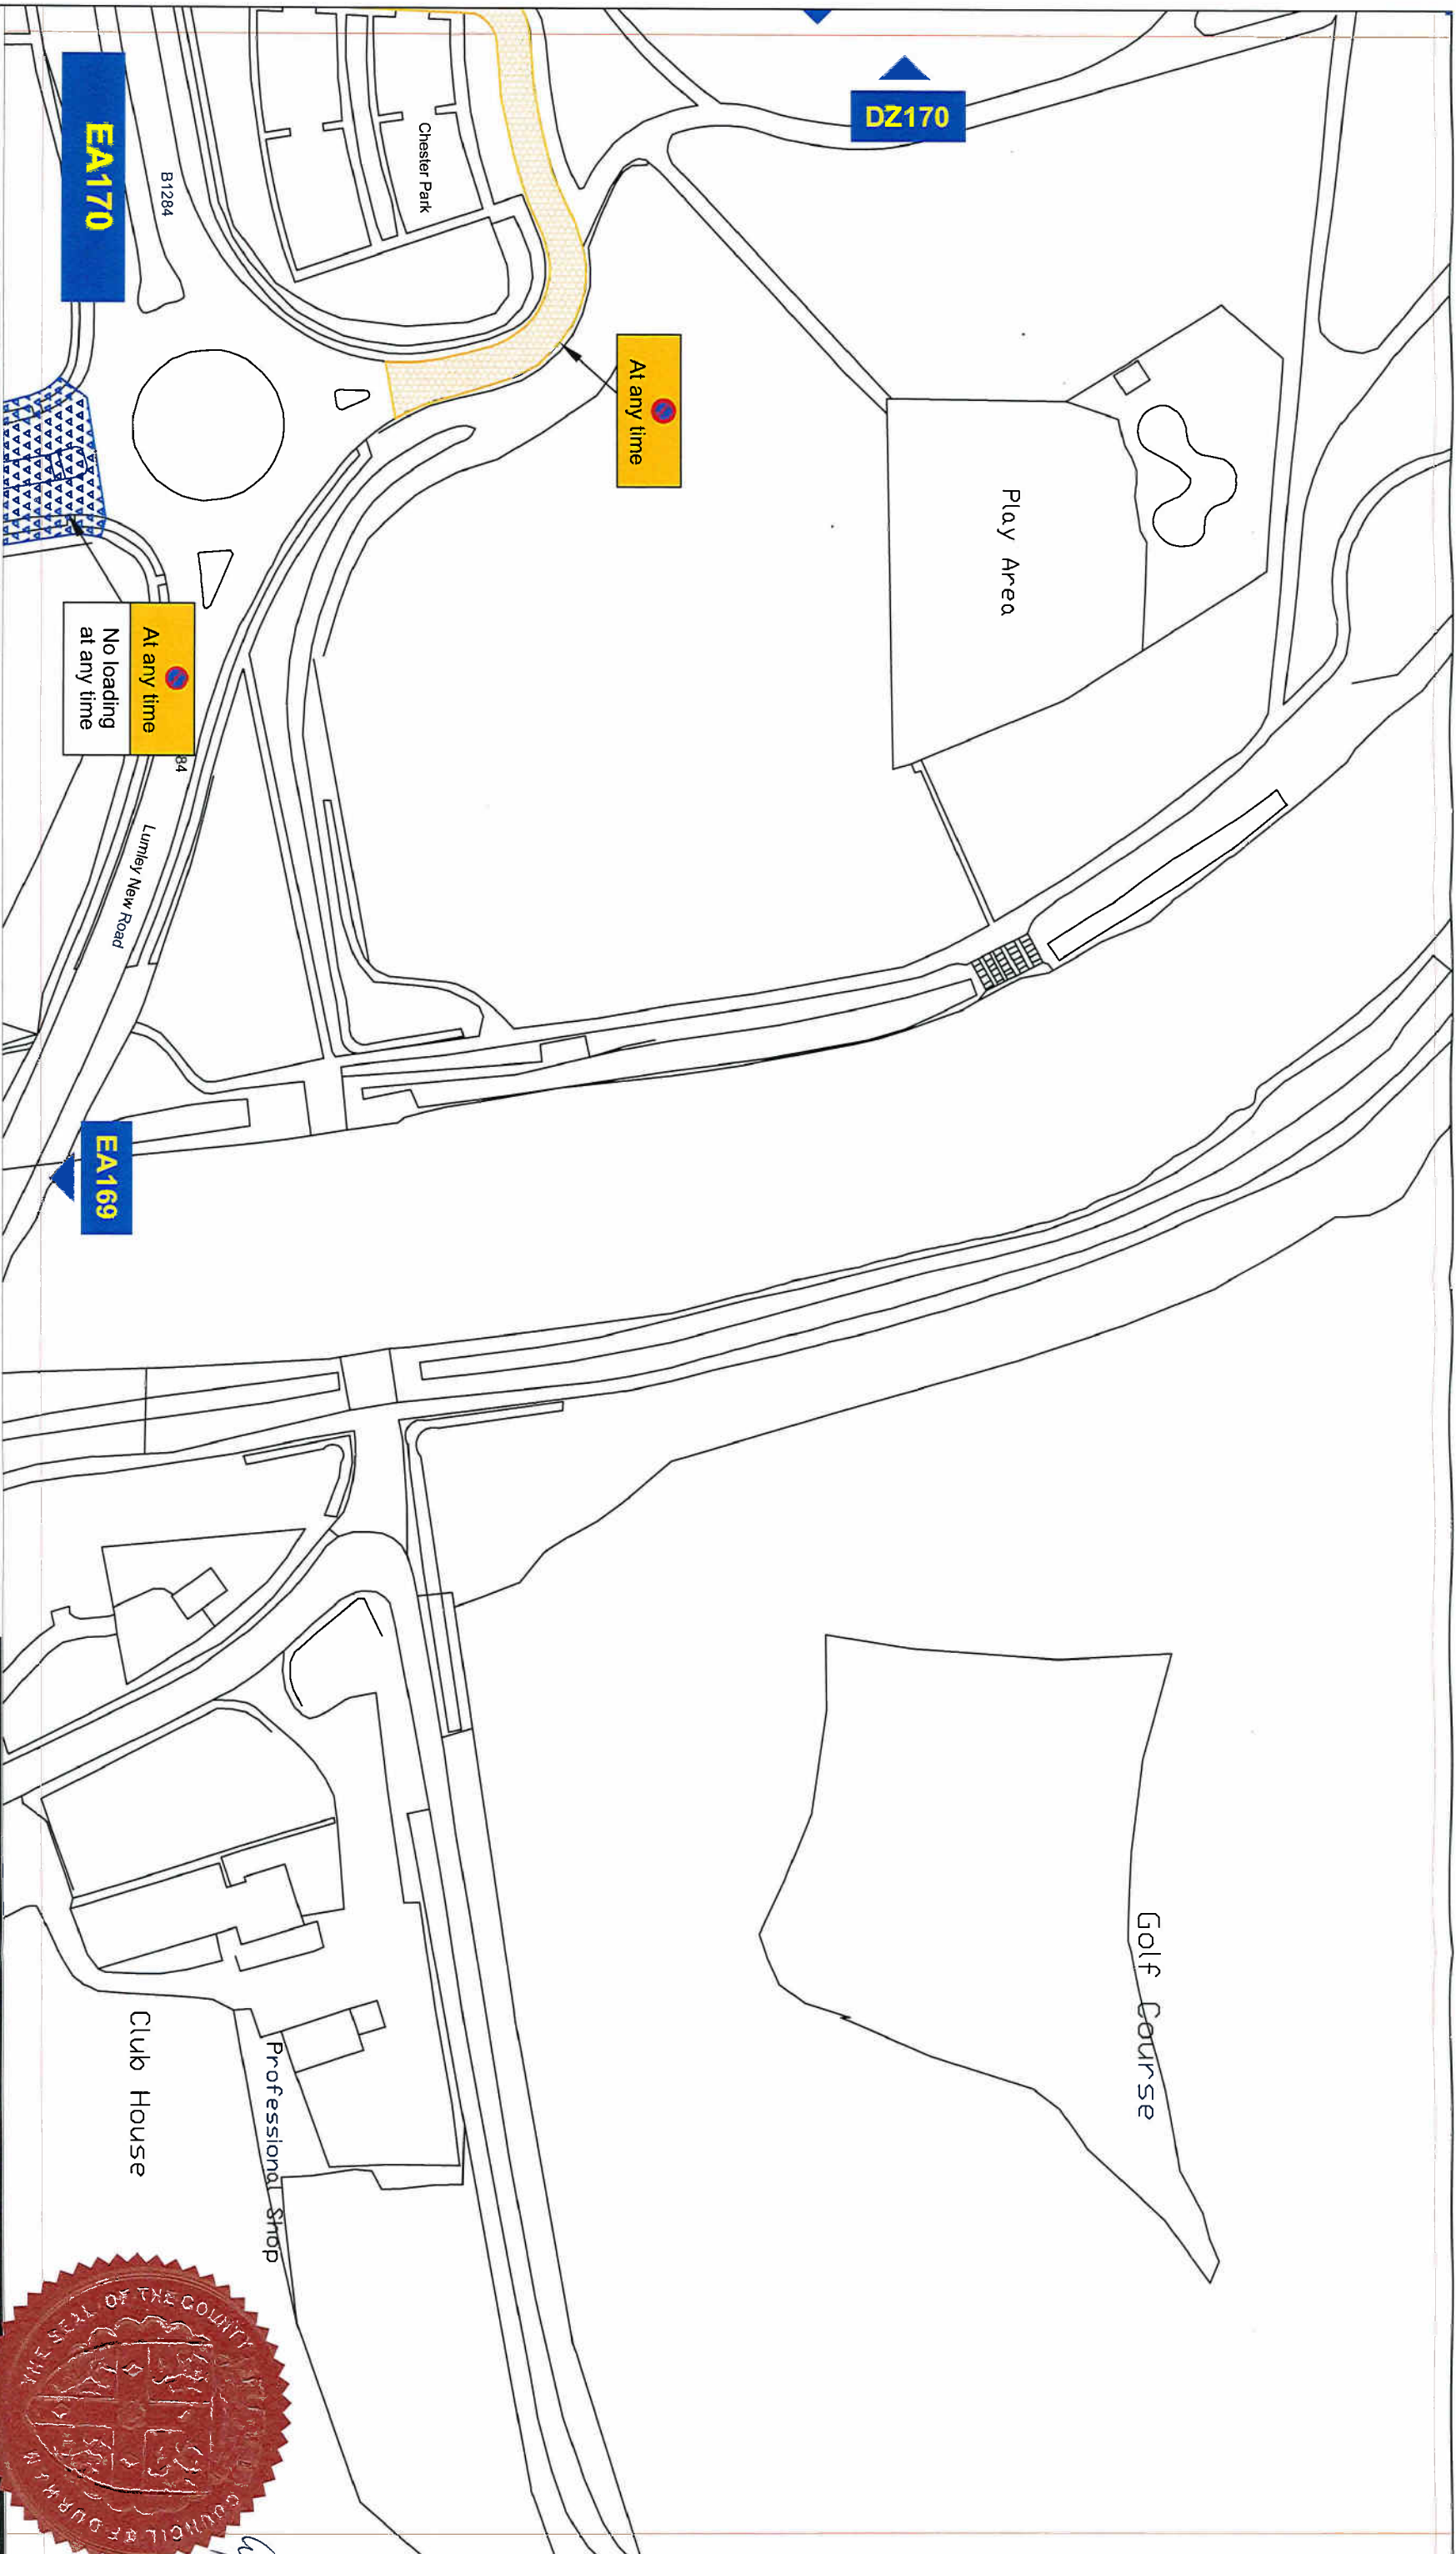 DZ170
Play Area
Golf Course
At any time
Chester Park
B1284
EA170
At any time
No loading
at any time
84
Lumley New Road
EA169
Professional Shop
Club House
THE SEAL OF THE COUNTY
COUNCIL OF DURHAM